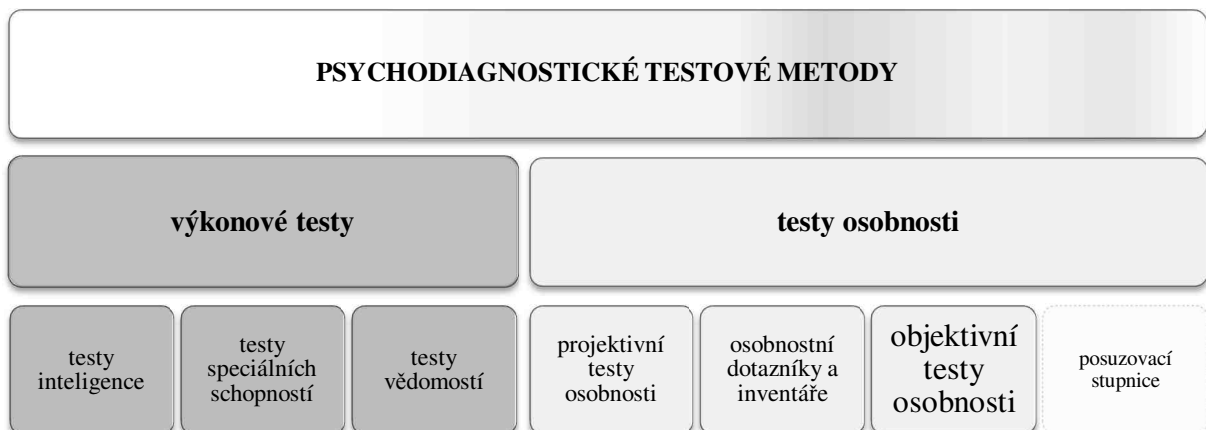 PSYCHODIAGNOSTICKÉ TESTOVÉ METODY
výkonové testy
testy osobnosti
testy
inteligence
testy
speciálních
schopností
testy
vědomostí
projektivní
testy
osobnosti
osobnostní
dotazníky a
inventáře
objektivní
testy
osobnosti
posuzovací
stupnice